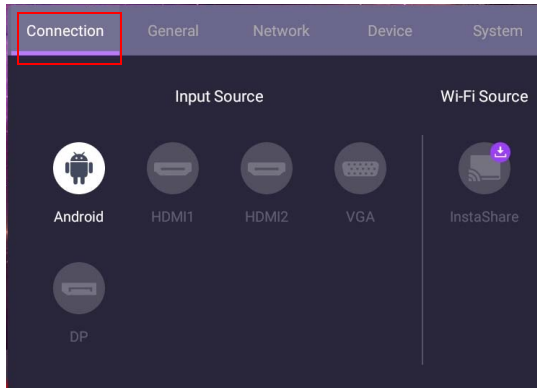 Connection General Network Device System
Input Source Wi-Fi Source
Android HDMI1 HDMI2 VGA InstaShare
DP